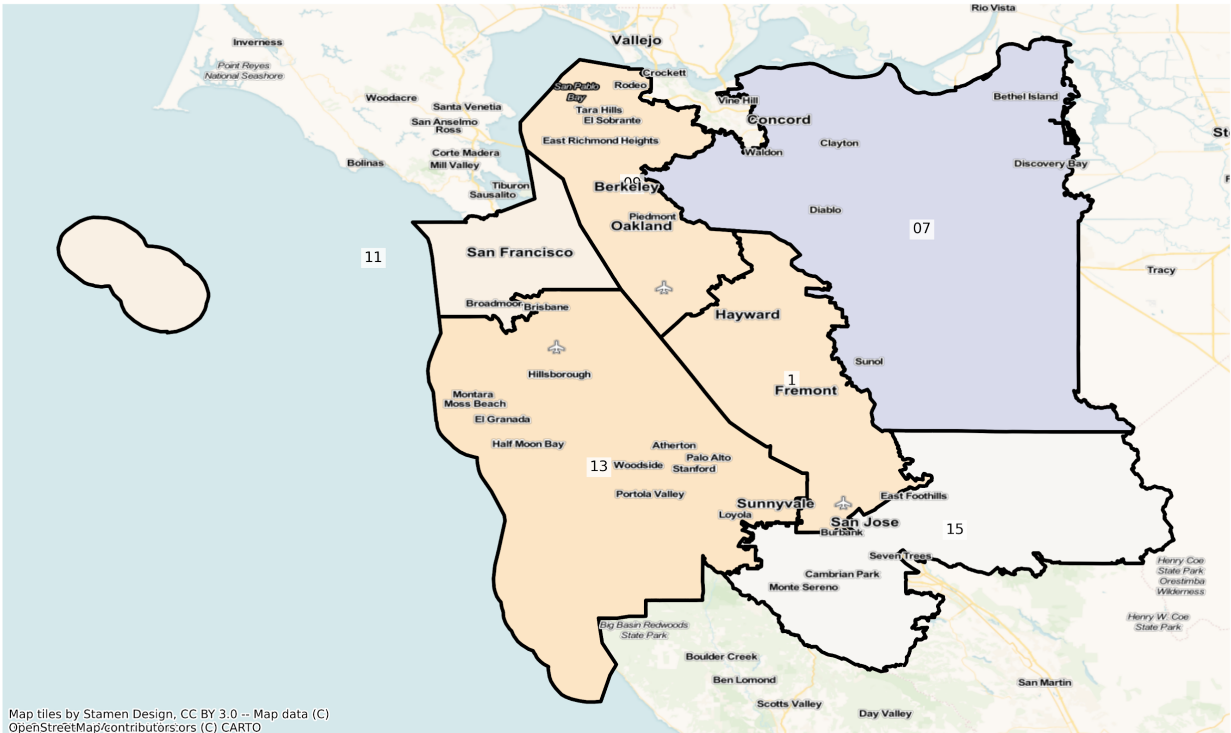 Rio Vista
Vallejo
Inverness
Point Reyes
National Seashore
Crockett
Rodeo
San Pablo
Bay
Woodacre
Santa Venetia
Tara Hills
Vine Hill
Bethel Island
San Anselmo
Ross
El Sobrante
Concord
East Richmond Heights
Clayton
Corte Madera
Mill Valley
Waldon
Bolinas
Discovery Bay
Tiburon
Sausalito
09
Berkeley
Piedmont
Oakland
Diablo
07
San Francisco
11
Tracy
Broadmoor
Brisbane
Hayward
Sunol
Hillsborough
1
Fremont
Montara
Moss Beach
El Granada
Half Moon Bay
Atherton
Palo Alto
13
Woodside
Stanford
Portola Valley
East Foothills
Sunnyvale
Loyola
San Jose
Burbank
15
Seven Trees
Cambrian Park
Monte Sereno
Henry Coe
State Park
Orestimba
Wilderness
Henry W. Coe
State Park
Big Basin Redwoods
State Park
Boulder Creek
Ben Lomond
San Martin
Scotts Valley
Day Valley
Map tiles by Stamen Design, CC BY 3.0 -- Map data (C)
OpenStreetMap contributors (C) CARTO